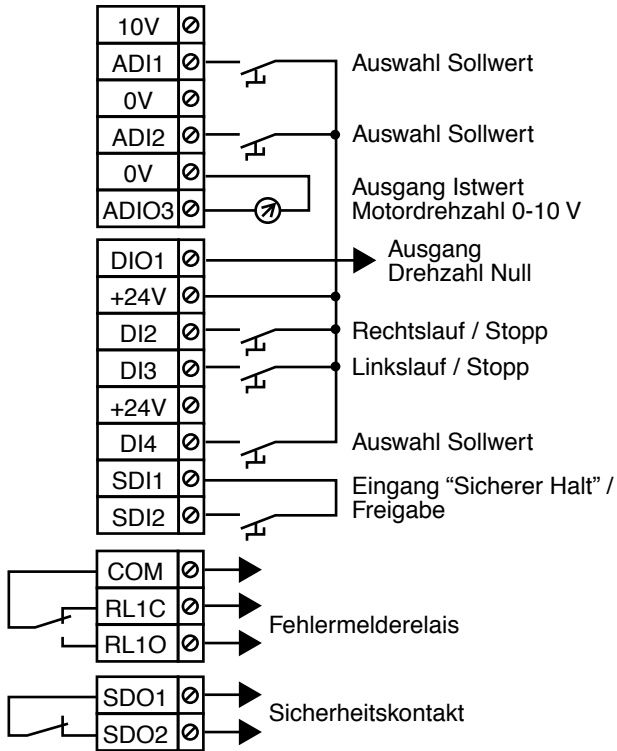 10V
ADI1 Auswahl Sollwert
0V
ADI2 Auswahl Sollwert
0V
Ausgang Istwert
ADIO3 Motordrehzahl 0-10 V
DIO1 Ausgang
Drehzahl Null
+24V
DI2 Rechtslauf / Stopp
DI3 Linkslauf / Stopp
+24V
DI4 Auswahl Sollwert
SDI1 Eingang “Sicherer Halt” /
SDI2 Freigabe
COM
RL1C
Fehlermelderelais
RL1O
SDO1
Sicherheitskontakt
SDO2